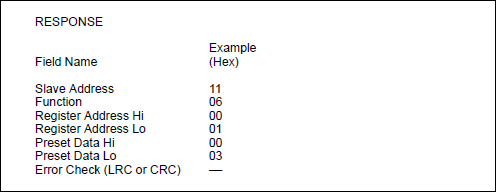 RESPONSE
Example
Field Name (Hex)
Slave Address 11
Function 06
Register Address Hi 00
Register Address Lo 01
Preset Data Hi 00
Preset Data Lo 03
Error Check (LRC or CRC) —